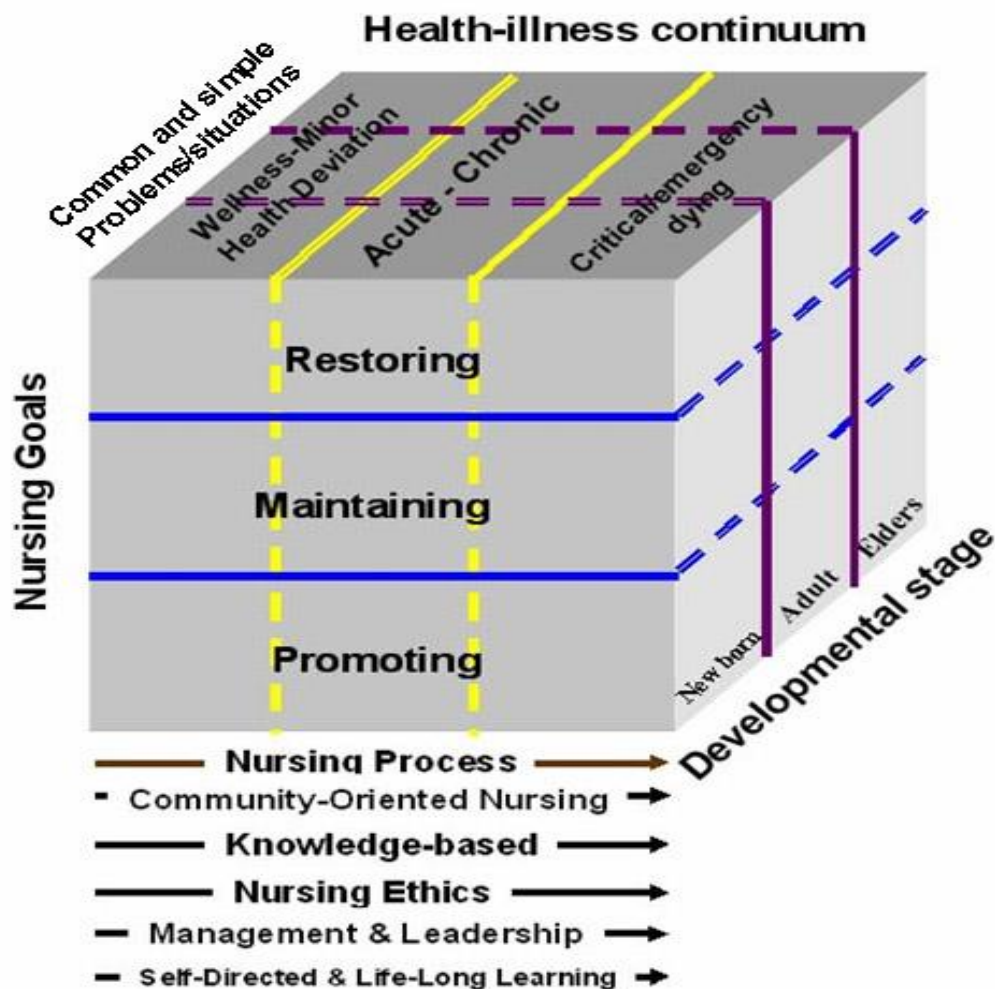 Health-illness continuum
Common and simple
Problems/situations
Wellness-Minor
Health Deviation
Acute - Chronic
Critical/emergency
dying
Nursing Goals
Restoring
Maintaining
Promoting
Newborn
Adult
Elders
Developmental stage
Nursing Process
Community-Oriented Nursing
Knowledge-based
Nursing Ethics
Management & Leadership
Self-Directed & Life-Long Learning